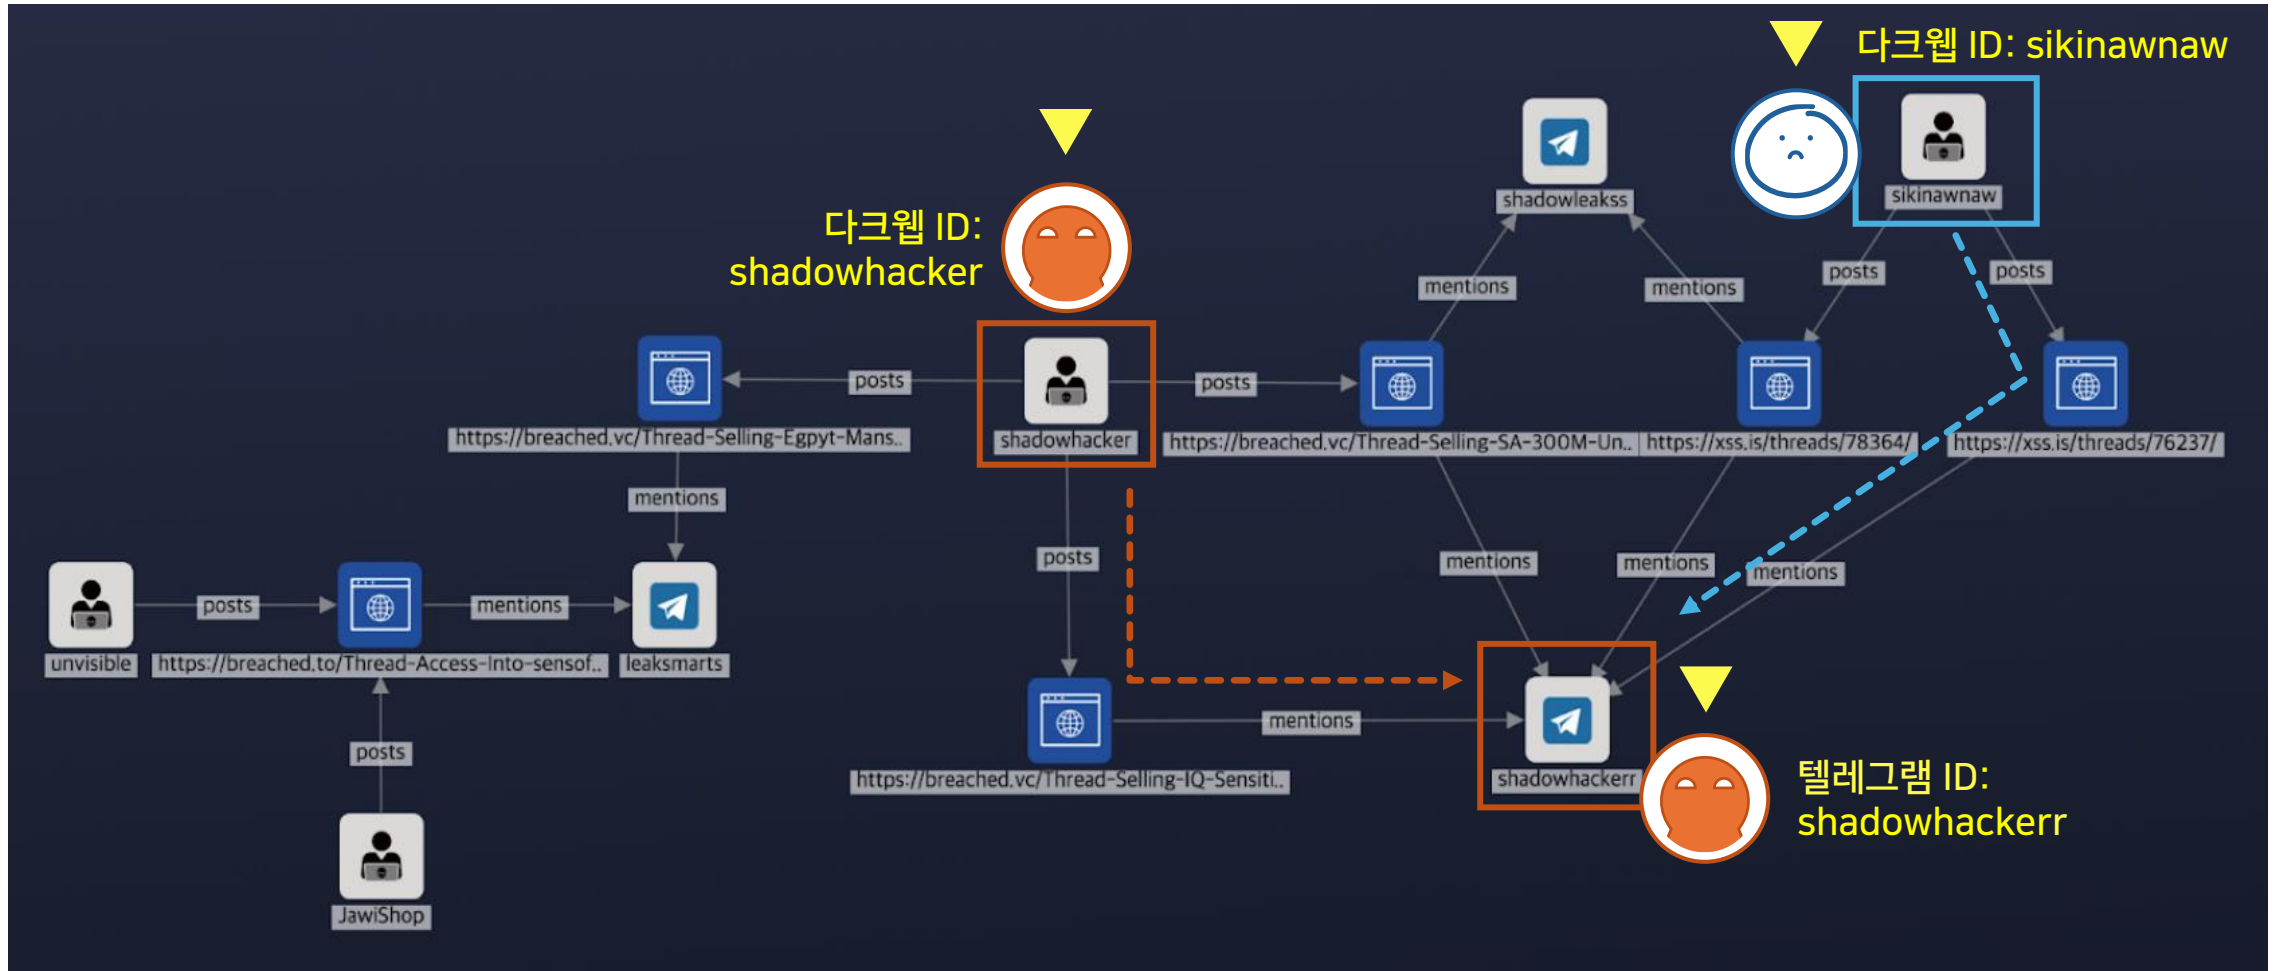 다크웹 ID: sikinawnaw
sikinawnaw
shadowleakss
다크웹 ID:
shadowhacker
mentions
mentions
posts
posts
posts
posts
https://breached.vc/Thread-Selling-Egpyt-Mans..
shadowhacker
https://breached.vc/Thread-Selling-SA-300M-Un..
https://xss.is/threads/78364/
https://xss.is/threads/76237/
mentions
posts
mentions
mentions
mentions
posts
mentions
unvisible
https://breached.to/Thread-Access-Into-sensof..
leaksmarts
mentions
posts
https://breached.vc/Thread-Selling-IQ-Sensiti..
shadowhackerr
텔레그램 ID:
shadowhackerr
JawiShop